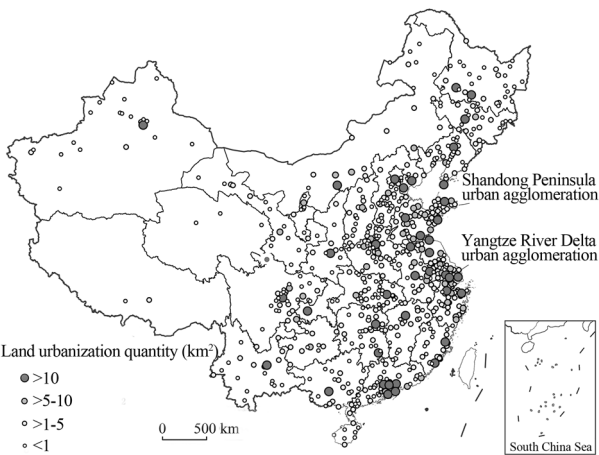 Shandong Peninsula
urban agglomeration
Yangtze River Delta
urban agglomeration
Land urbanization quantity (km²)
>10
>5-10
>1-5
<1
0 500 km
South China Sea